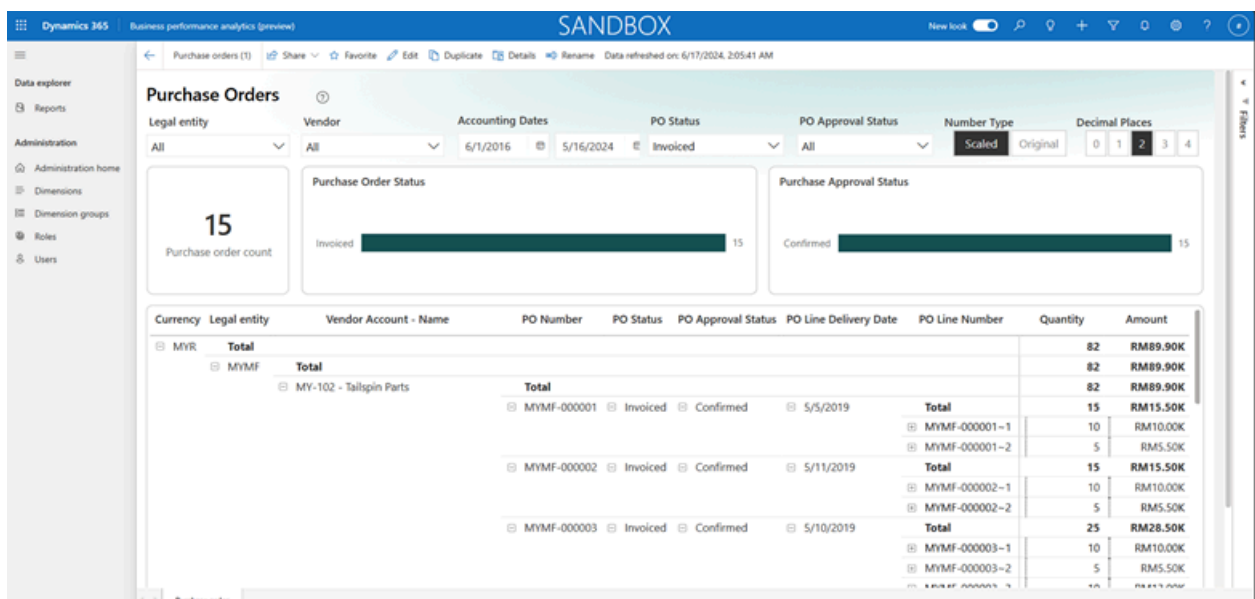 Dynamics 365 Business performance analytics (preview) SANDBOX New look
Purchase orders (1) Share Favorite Edit Duplicate Details Rename Data refreshed on: 6/17/2024, 2:05:41 AM
Data explorer
Reports
Administration
Administration home
Dimensions
Dimension groups
Roles
Users
Purchase Orders
Legal entity Vendor Accounting Dates PO Status PO Approval Status Number Type Decimal Places
All All 6/1/2016 5/16/2024 Invoiced All Scaled Original 0 1 2 3 4
Filters
15
Purchase order count
Purchase Order Status
Invoiced 15
Purchase Approval Status
Confirmed 15
Currency Legal entity Vendor Account - Name PO Number PO Status PO Approval Status PO Line Delivery Date PO Line Number Quantity Amount
MYR Total 82 RM89.90K
MYMF Total 82 RM89.90K
MY-102 - Tailspin Parts Total 82 RM89.90K
MYMF-000001 Invoiced Confirmed 5/5/2019 Total 15 RM15.50K
MYMF-000001~1 10 RM10.00K
MYMF-000001~2 5 RM5.50K
MYMF-000002 Invoiced Confirmed 5/11/2019 Total 15 RM15.50K
MYMF-000002~1 10 RM10.00K
MYMF-000002~2 5 RM5.50K
MYMF-000003 Invoiced Confirmed 5/10/2019 Total 25 RM28.50K
MYMF-000003~1 10 RM10.00K
MYMF-000003~2 5 RM5.50K